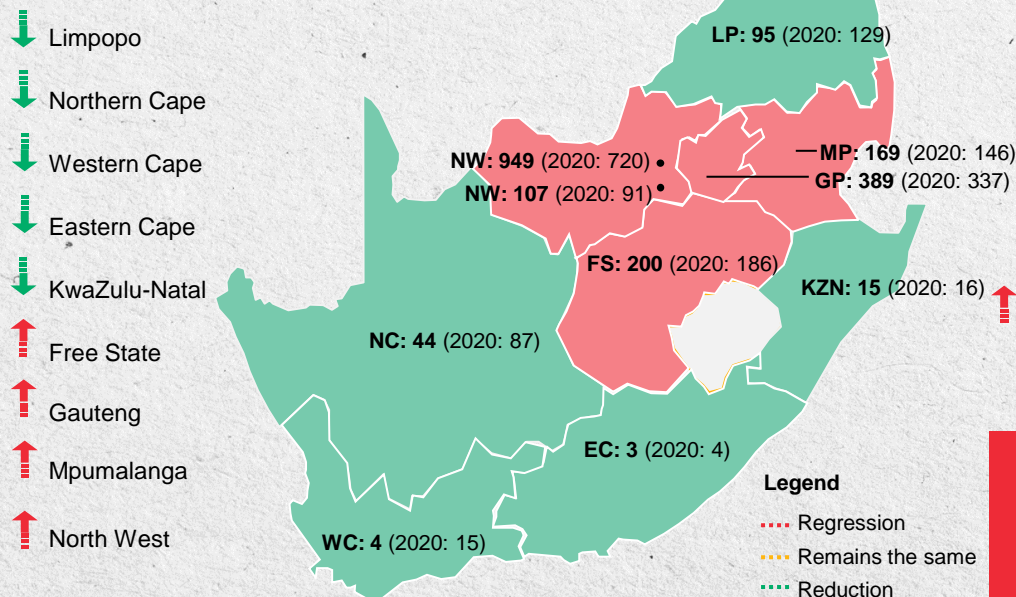 Limpopo
Northern Cape
Western Cape
Eastern Cape
KwaZulu-Natal
Free State
Gauteng
Mpumalanga
North West
LP: 95 (2020: 129)
NW: 949 (2020: 720)
NW: 107 (2020: 91)
MP: 169 (2020: 146)
GP: 389 (2020: 337)
FS: 200 (2020: 186)
KZN: 15 (2020: 16)
NC: 44 (2020: 87)
EC: 3 (2020: 4)
WC: 4 (2020: 15)
Legend
Regression
Remains the same
Reduction